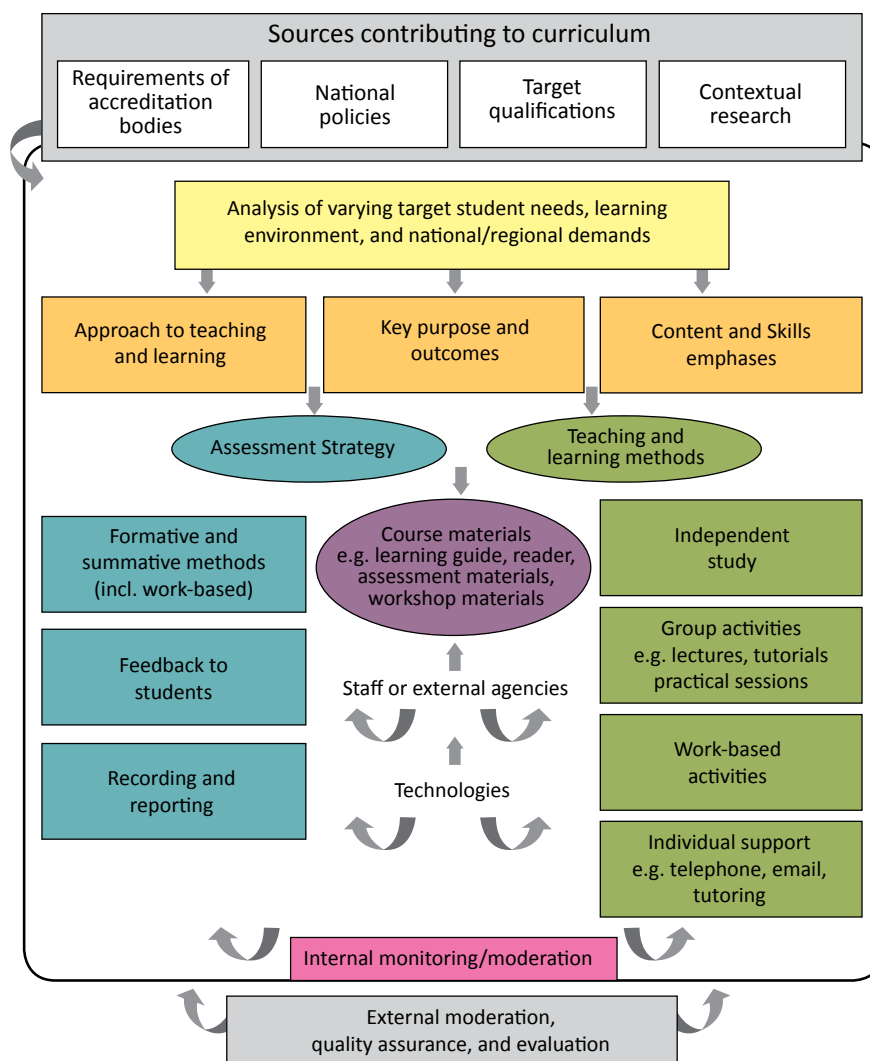 Sources contributing to curriculum
Requirements of
accreditation
bodies
National
policies
Target
qualifications
Contextual
research
Analysis of varying target student needs, learning
environment, and national/regional demands
Approach to teaching
and learning
Key purpose and
outcomes
Content and Skills
emphases
Assessment Strategy
Teaching and
learning methods
Formative and
summative methods
(incl. work-based)
Feedback to
students
Recording and
reporting
Course materials
e.g. learning guide, reader,
assessment materials,
workshop materials
Staff or external agencies
Technologies
Independent
study
Group activities
e.g. lectures, tutorials
practical sessions
Work-based
activities
Individual support
e.g. telephone, email,
tutoring
Internal monitoring/moderation
External moderation,
quality assurance, and evaluation